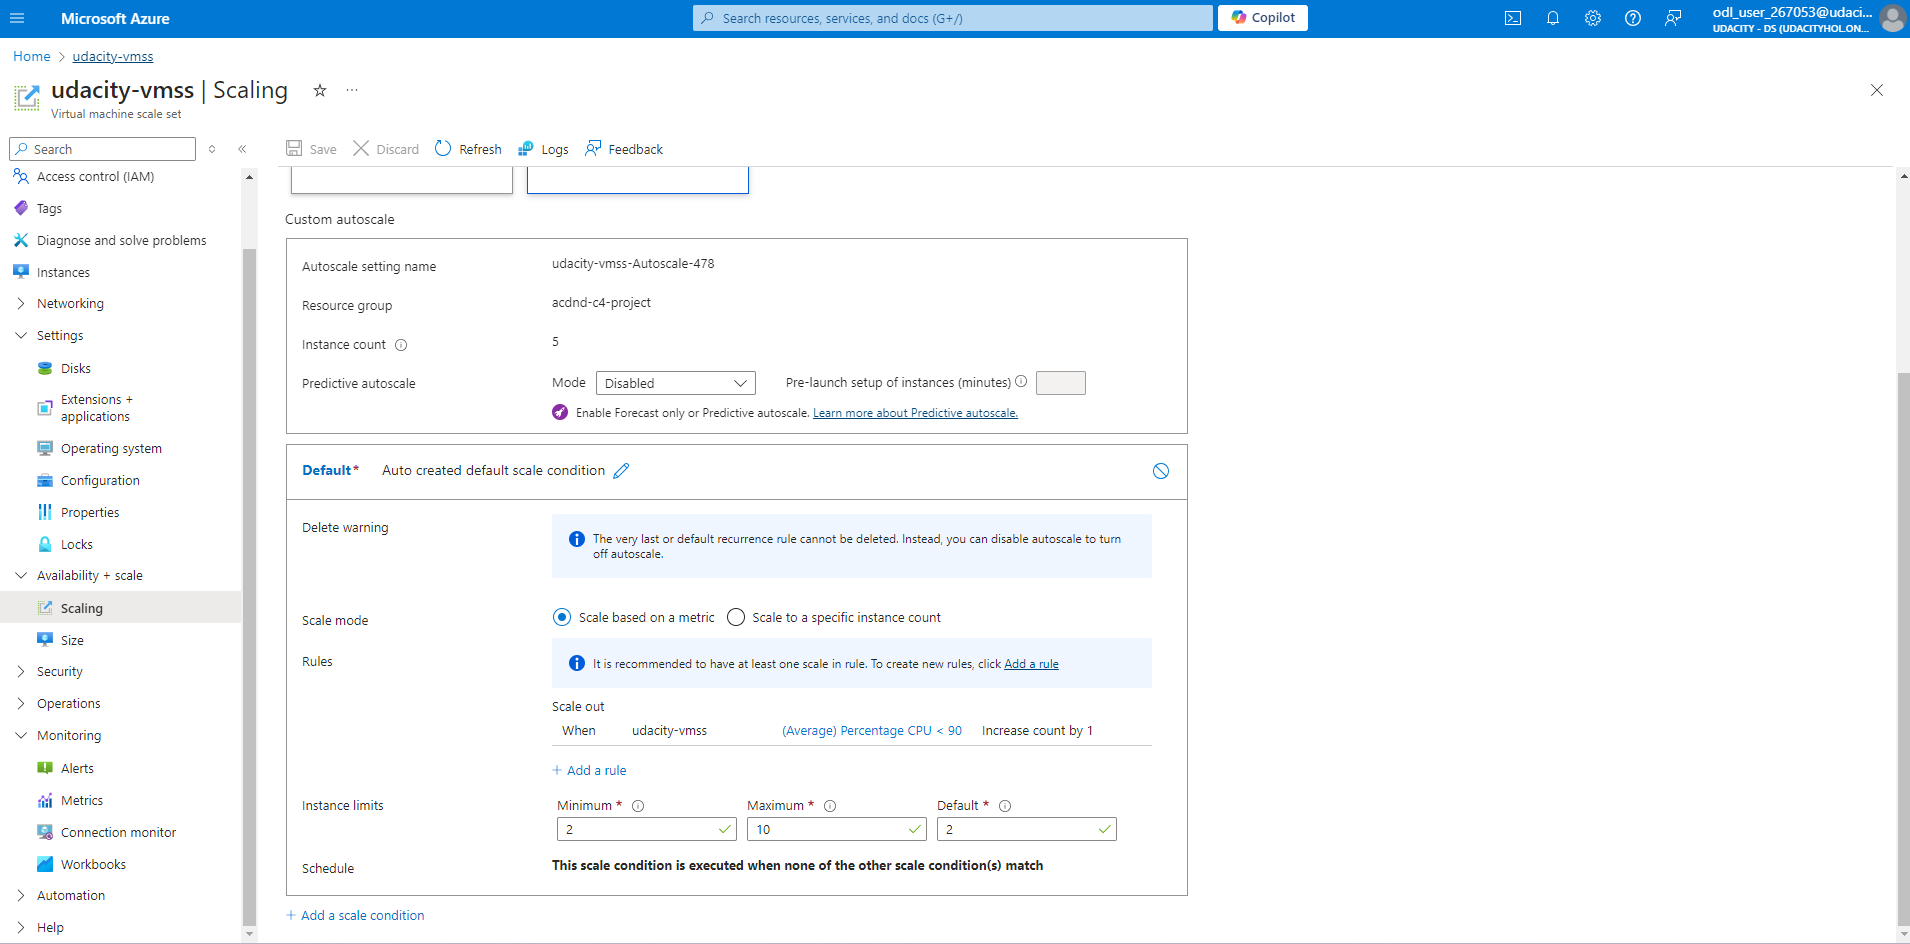 Microsoft Azure
Search resources, services, and docs (G+/)
Copilot
odl_user_267053@udaci...
UDACITY - DS (UDACITYHOL.ON...
Home > udacity-vmss
udacity-vmss | Scaling
...
Virtual machine scale set
Search
Save
Discard
Refresh
Logs
Feedback
Access control (IAM)
Tags
Diagnose and solve problems
Instances
Networking
Settings
Disks
Extensions +
applications
Operating system
Configuration
Properties
Locks
Availability + scale
Scaling
Size
Security
Operations
Monitoring
Alerts
Metrics
Connection monitor
Workbooks
Automation
Help
Custom autoscale
Autoscale setting name udacity-vmss-Autoscale-478
Resource group acdnd-c4-project
Instance count 5
Predictive autoscale Mode Disabled Pre-launch setup of instances (minutes)
Enable Forecast only or Predictive autoscale. Learn more about Predictive autoscale.
Default* Auto created default scale condition
Delete warning The very last or default recurrence rule cannot be deleted. Instead, you can disable autoscale to turn
off autoscale.
Scale mode Scale based on a metric Scale to a specific instance count
Rules It is recommended to have at least one scale in rule. To create new rules, click Add a rule
Scale out
When udacity-vmss (Average) Percentage CPU < 90 Increase count by 1
+ Add a rule
Instance limits Minimum * Maximum * Default *
2 10 2
Schedule This scale condition is executed when none of the other scale condition(s) match
+ Add a scale condition